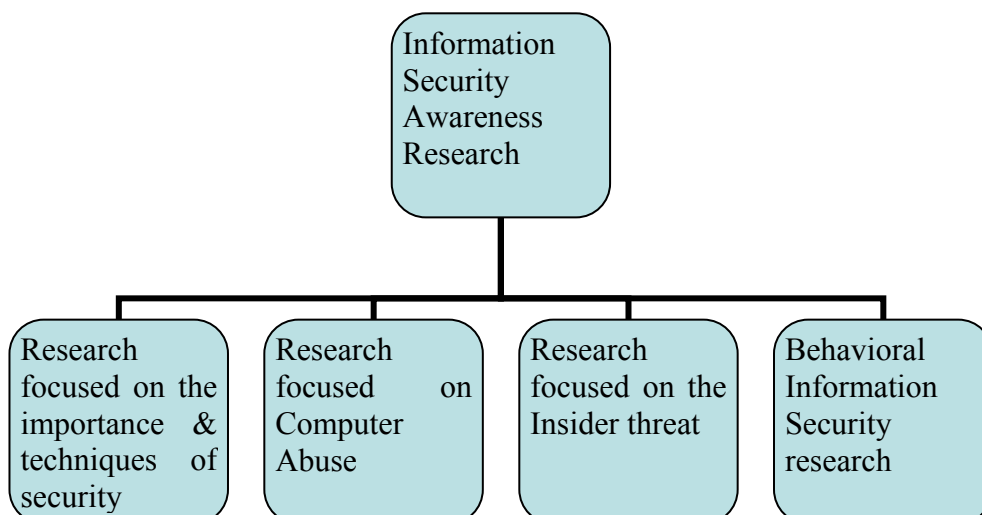 Information
Security
Awareness
Research
Research
focused on the
importance &
techniques of
security
Research
focused on
Computer
Abuse
Research
focused on the
Insider threat
Behavioral
Information
Security
research